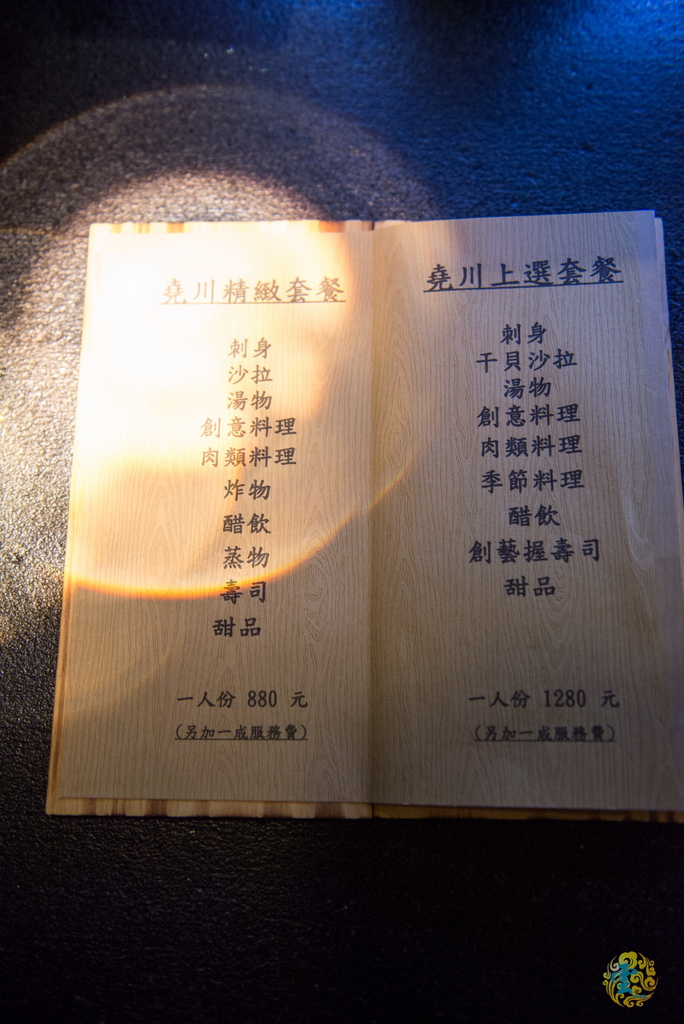 堯川精緻套餐
刺身
沙拉
湯物
創意料理
肉類料理
炸物
醋飲
蒸物
壽司
甜品
一人份 880 元
(另加一成服務費)
堯川上選套餐
刺身
干貝沙拉
湯物
創意料理
肉類料理
季節料理
醋飲
創藝握壽司
甜品
一人份 1280 元
(另加一成服務費)